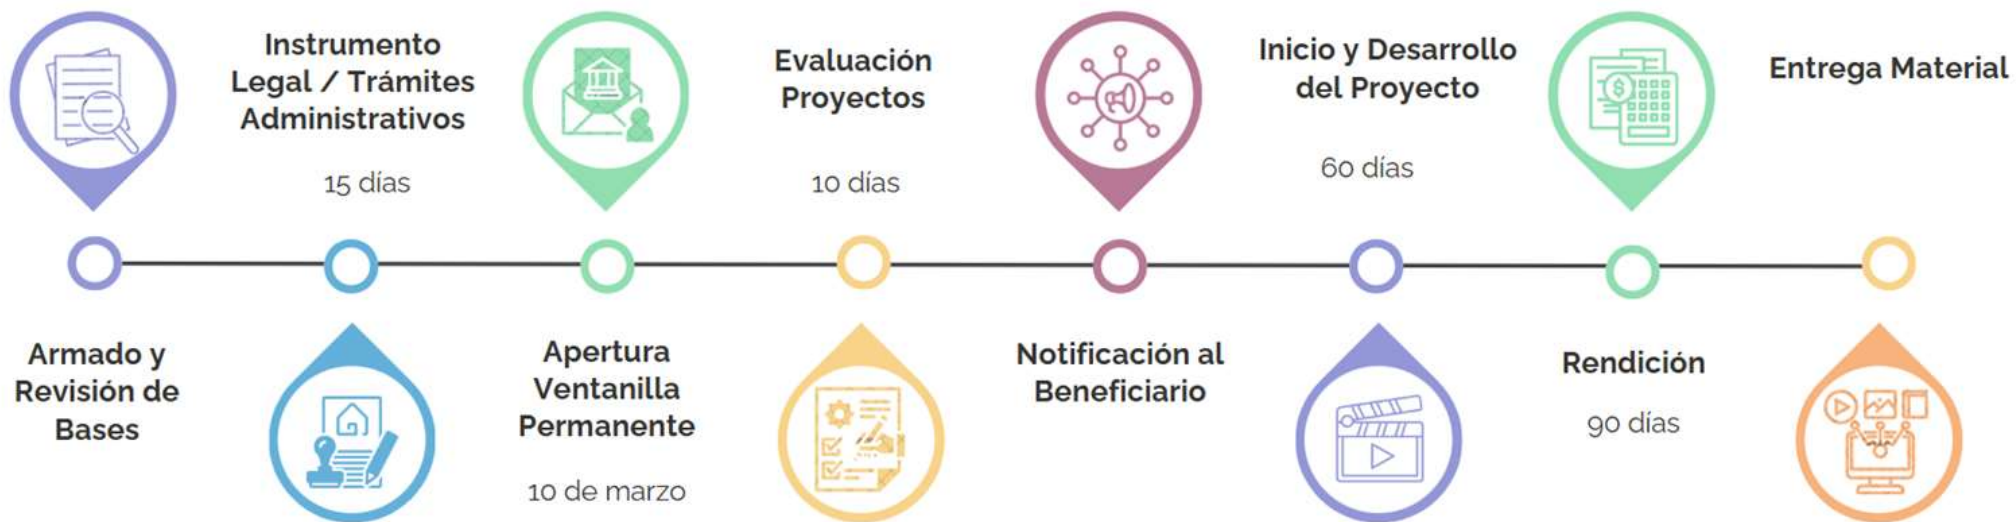 Armado y
Revisión de
Bases
Instrumento
Legal / Trámites
Administrativos
15 días
Apertura
Ventanilla
Permanente
10 de marzo
Evaluación
Proyectos
10 días
Notificación al
Beneficiario
Inicio y Desarrollo
del Proyecto
60 días
Rendición
90 días
Entrega Material